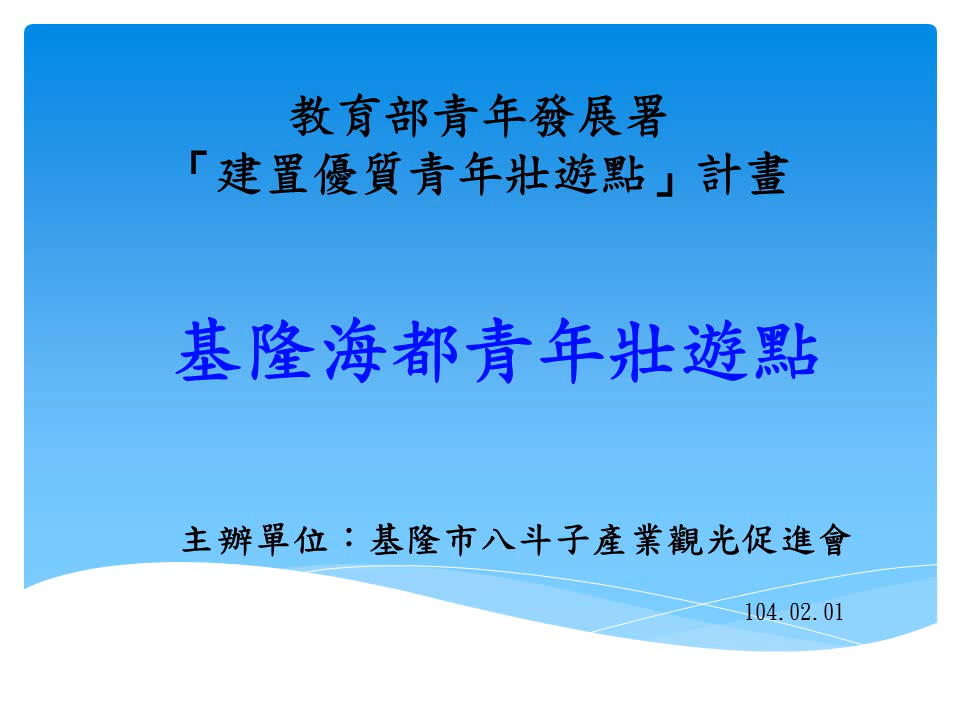 教育部青年發展署
「建置優質青年壯遊點」計畫
基隆海都青年壯遊點
主辦單位：基隆市八斗子產業觀光促進會
104.02.01